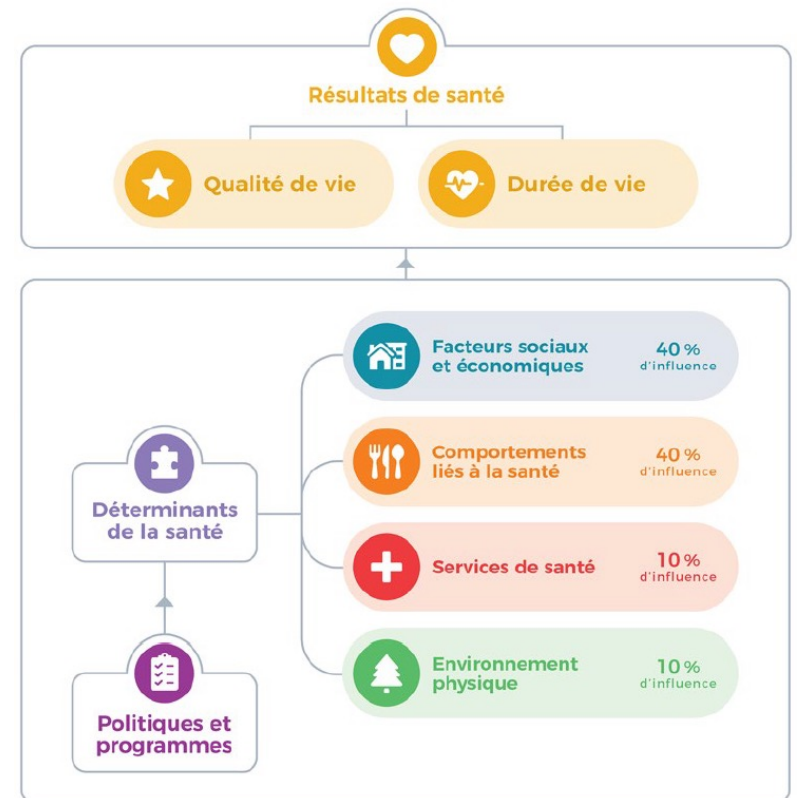 Résultats de santé
Qualité de vie
Durée de vie
Facteurs sociaux
et économiques
40 %
d'influence
Comportements
liés à la santé
40 %
d'influence
Déterminants
de la santé
Services de santé
10 %
d'influence
Environnement
physique
10 %
d'influence
Politiques et
programmes